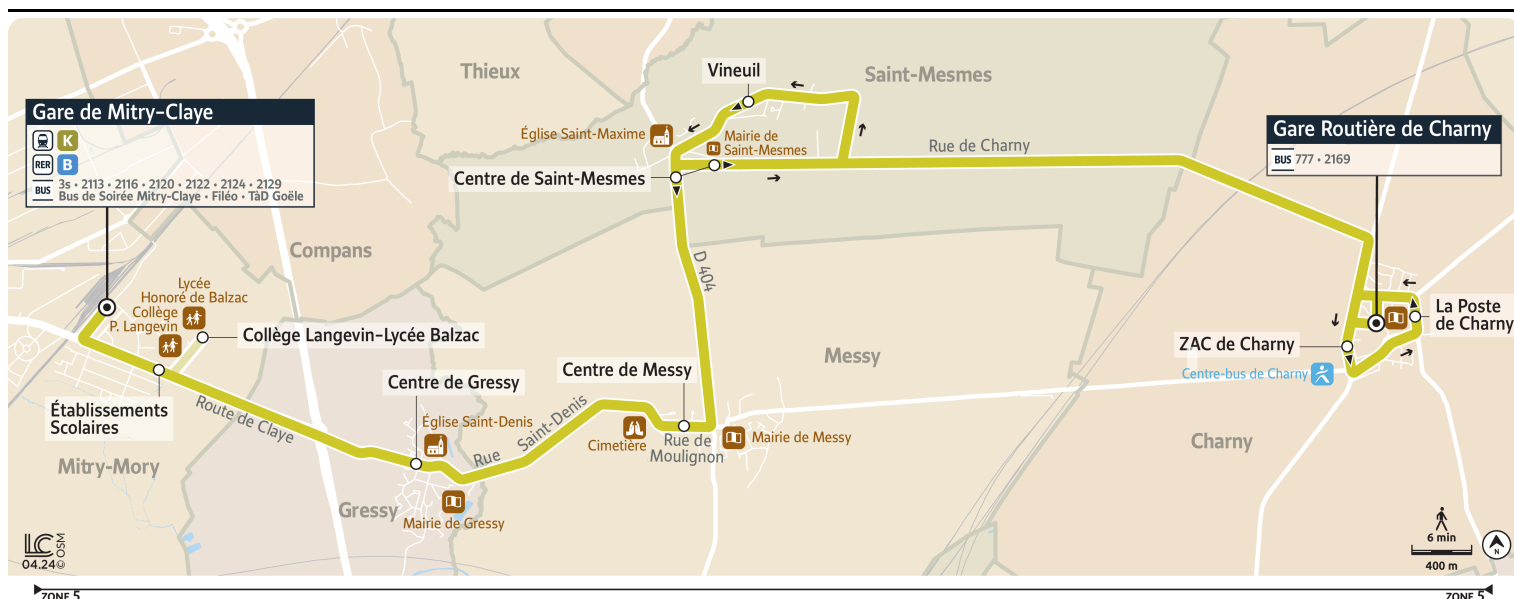 Thieux
Vineuil
Saint-Mesmes
Gare de Mitry-Claye
K
RER
B
BUS
3s • 2113 • 2116 • 2120 • 2122 • 2124 • 2129
Bus de Soirée Mitry-Claye • Filéo • TàD Goële
Église Saint-Maxime
Mairie de
Saint-Mesmes
Rue de Charny
Gare Routière de Charny
BUS 777 • 2169
Centre de Saint-Mesmes
Compans
D 404
Lycée
Honoré de Balzac
Collège
P. Langevin
Collège Langevin-Lycée Balzac
La Poste
de Charny
ZAC de Charny
Centre-bus de Charny
Messy
Centre de Messy
Centre de Gressy
Établissements
Scolaires
Route de Claye
Église Saint-Denis
Rue Saint-Denis
Cimetière
Rue de
Moulignon
Mairie de Messy
Charny
Mitry-Mory
Gressy
Mairie de Gressy
LC
04.24 © OSM
6 min
400 m
N
ZONE 5
ZONE 5